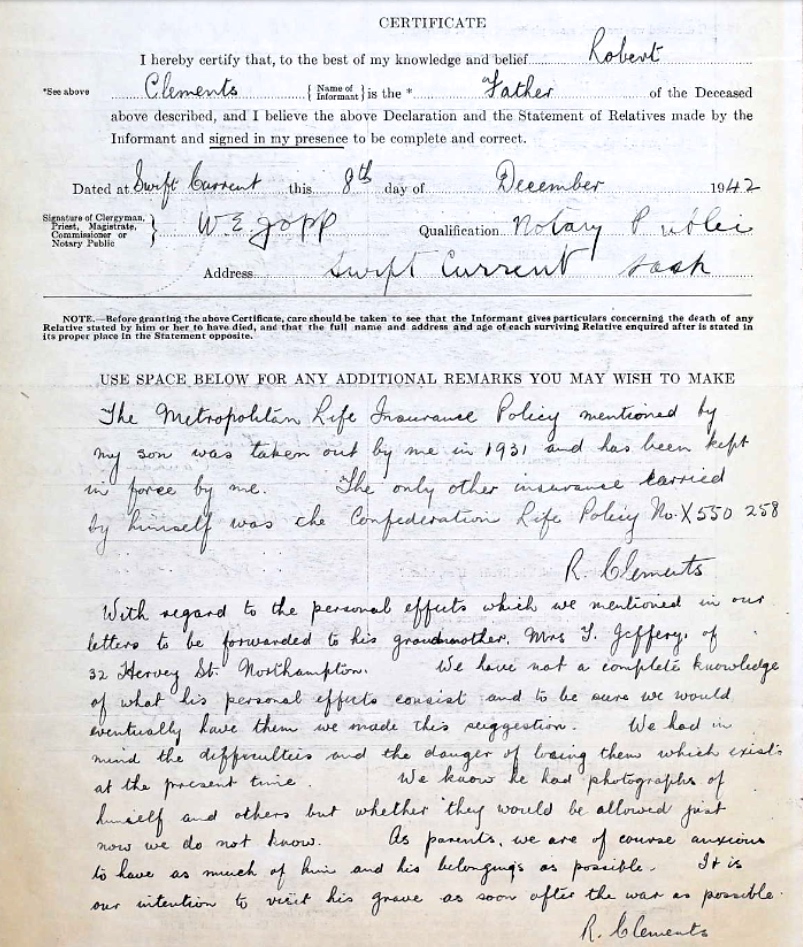 CERTIFICATE
I hereby certify that, to the best of my knowledge and belief Robert
*See above Clements { Name of Informant } is the * Father of the Deceased
above described, and I believe the above Declaration and the Statement of Relatives made by the
Informant and signed in my presence to be complete and correct.
Dated at Swift Current this 8th day of December 1942
Signature of Clergyman,
Priest, Magistrate,
Commissioner or
Notary Public } W. E. Jopp Qualification Notary Public
Address Swift Current Sask
NOTE.—Before granting the above Certificate, care should be taken to see that the Informant gives particulars concerning the death of any
Relative stated by him or her to have died, and that the full name and address and age of each surviving Relative enquired after is stated in
its proper place in the Statement opposite.
USE SPACE BELOW FOR ANY ADDITIONAL REMARKS YOU MAY WISH TO MAKE
The Metropolitan Life Insurance Policy mentioned by
my son was taken out by me in 1931 and has been kept
in force by me. The only other insurance carried
by himself was the Confederation Life Policy No. X550 258
R. Clements
With regard to the personal effects which we mentioned in our
letters to be forwarded to his grandmother, Mrs T. Jeffery, of
32 Hervey St. Northampton. We have not a complete knowledge
of what his personal effects consist and to be sure we would
eventually have them we made this suggestion. We had in
mind the difficulties and the danger of losing them which exists
at the present time. We know he had photographs of
himself and others but whether they would be allowed just
now we do not know. As parents, we are of course anxious
to have as much of him and his belongings as possible. It is
our intention to visit his grave as soon after the war as possible.
R. Clements